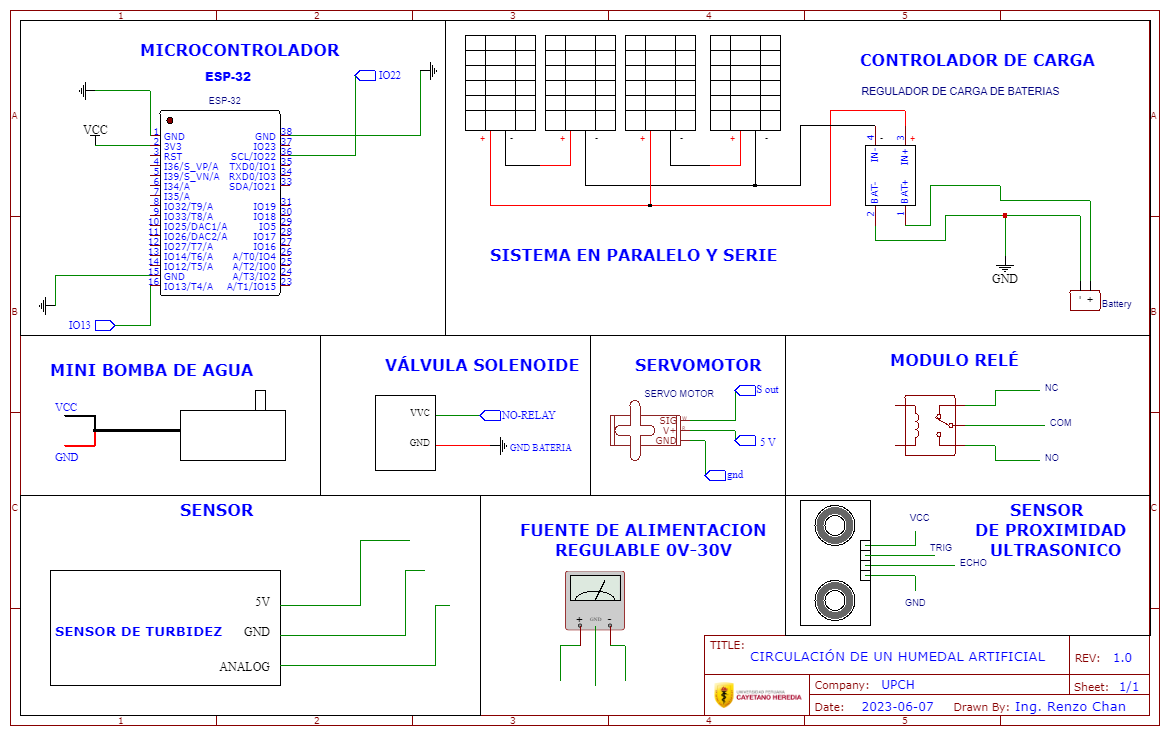 1 2 3 4 5
A
B
C
MICROCONTROLADOR
ESP-32
ESP-32
IO22
VCC
1 GND
2 3V3
3 RST
4 I36/S_VP/A
5 I39/S_VN/A
6 I34/A
7 I35/A
8 IO32/T9/A
9 IO33/T8/A
10 IO25/DAC1/A
11 IO26/DAC2/A
12 IO27/T7/A
13 IO14/T6/A
14 IO12/T5/A
15 GND
16 IO13/T4/A
GND 38
IO23 37
SCL/IO22 36
TXD0/IO1 35
RXD0/IO3 34
SDA/IO21 33
IO19 31
IO18 30
IO5 29
IO17 28
IO16 27
A/T0/IO4 26
A/T2/IO0 25
A/T3/IO2 24
A/T1/IO15 23
IO13
+ - + - + - + -
SISTEMA EN PARALELO Y SERIE
CONTROLADOR DE CARGA
REGULADOR DE CARGA DE BATERIAS
4 - 3 +
IN- IN+
BAT- BAT+
2 1
GND
- +
Battery
MINI BOMBA DE AGUA
VCC
GND
VÁLVULA SOLENOIDE
VVC
NO-RELAY
GND
GND BATERIA
SERVOMOTOR
SERVO MOTOR
SIG
V+
GND
S out
5 V
gnd
MODULO RELÉ
NC
COM
NO
SENSOR
5V
SENSOR DE TURBIDEZ
GND
ANALOG
FUENTE DE ALIMENTACION
REGULABLE 0V-30V
+ GND -
SENSOR
DE PROXIMIDAD
ULTRASONICO
VCC
TRIG
ECHO
GND
TITLE:
CIRCULACIÓN DE UN HUMEDAL ARTIFICIAL
REV: 1.0
UNIVERSIDAD PERUANA
CAYETANO HEREDIA
Company: UPCH
Sheet: 1/1
Date: 2023-06-07
Drawn By: Ing. Renzo Chan
A
B
C
1 2 3 4 5